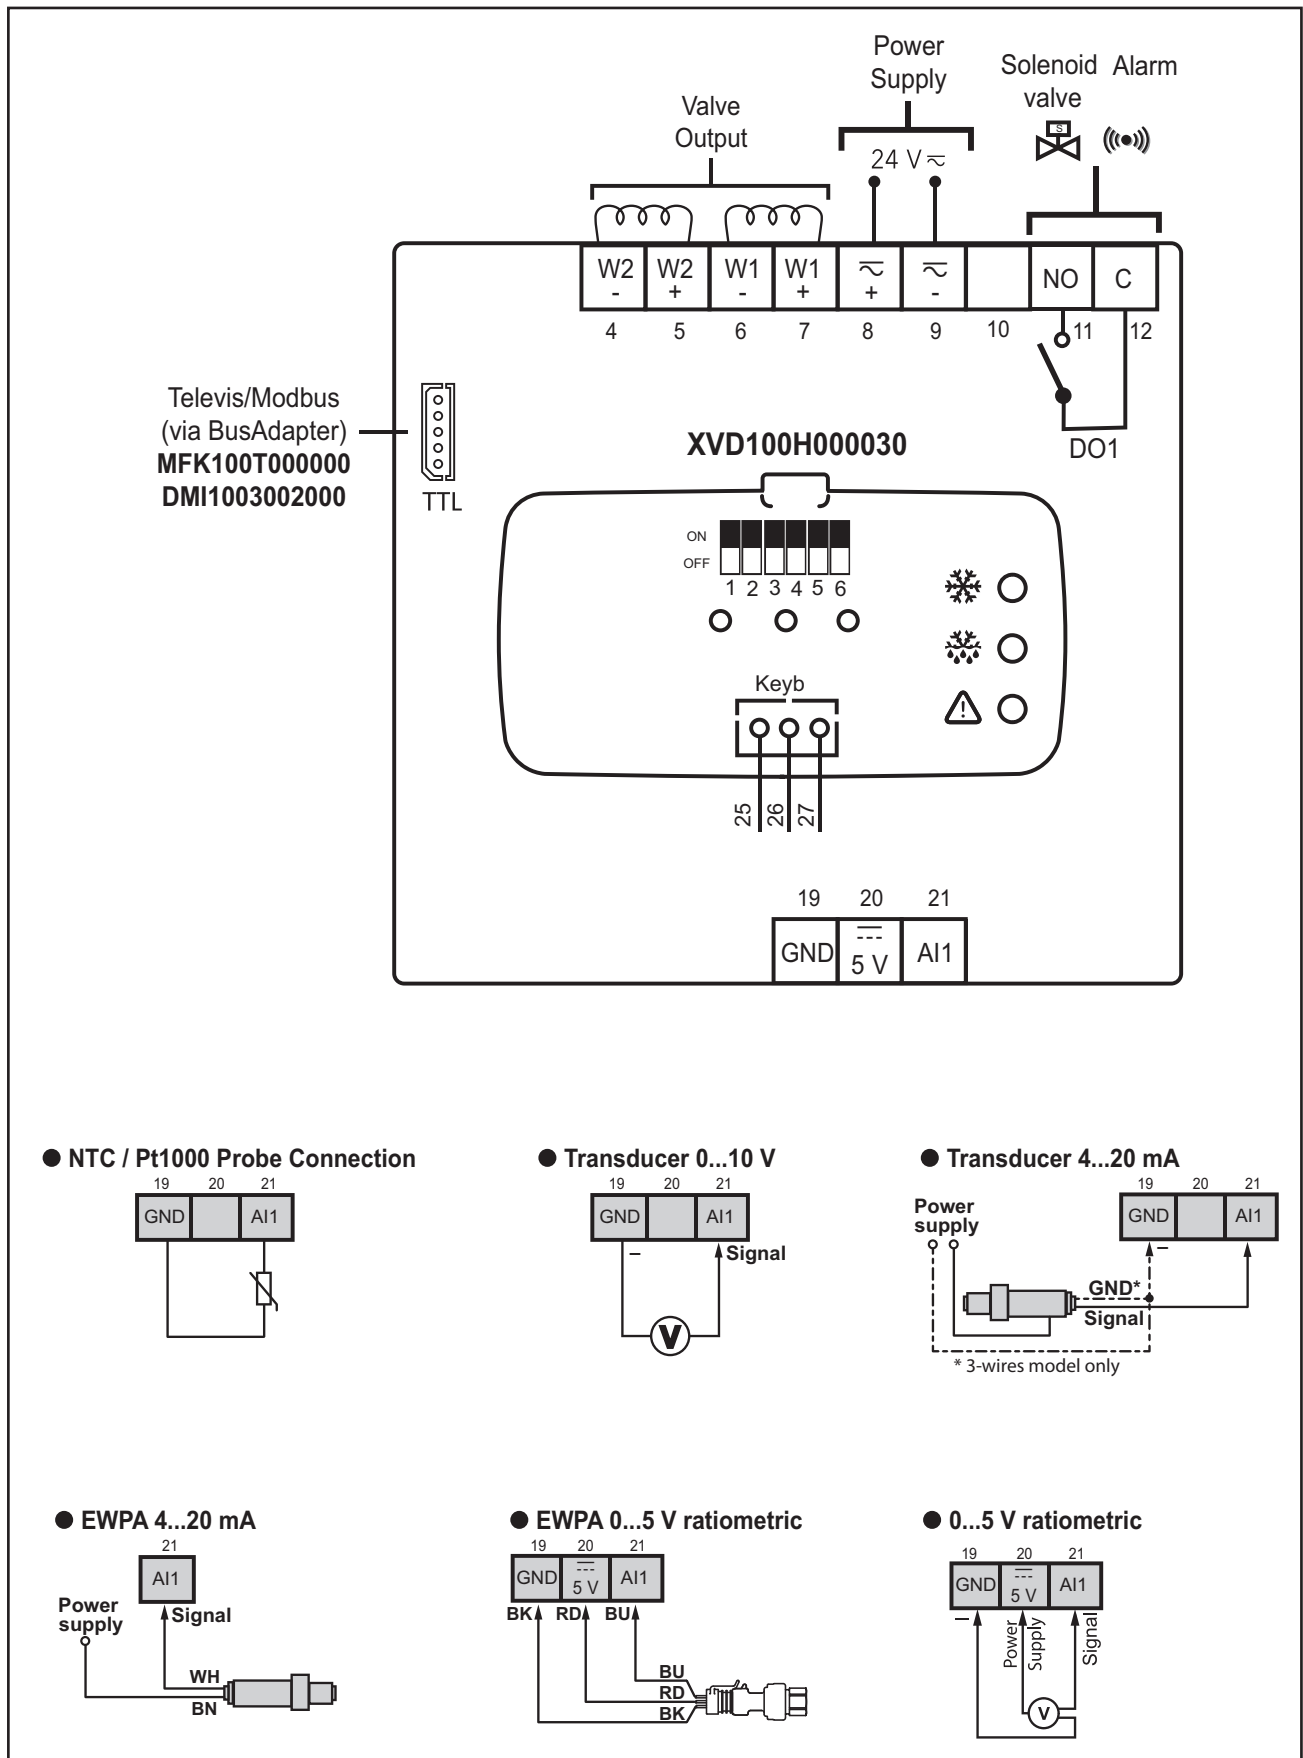 Power
Supply
Solenoid
valve
Alarm
Valve
Output
S
24 V
W2
-
W2
+
W1
-
W1
+
+
-
NO
C
4 5 6 7 8 9 10 11 12
Televis/Modbus
(via BusAdapter)
MFK100T000000
DMI1003002000
TTL
DO1
XVD100H000030
ON
OFF
1 2 3 4 5 6
Keyb
25 26 27
19 20 21
GND 5 V AI1
● NTC / Pt1000 Probe Connection
19 20 21
GND AI1
● Transducer 0...10 V
19 20 21
GND AI1
–
Signal
V
● Transducer 4...20 mA
19 20 21
GND AI1
Power
supply
–
GND*
Signal
* 3-wires model only
● EWPA 4...20 mA
21
AI1
Power
supply
Signal
WH
BN
● EWPA 0...5 V ratiometric
19 20 21
GND 5 V AI1
BK RD BU
BU
RD
BK
● 0...5 V ratiometric
19 20 21
GND 5 V AI1
–
Power
Supply
Signal
V